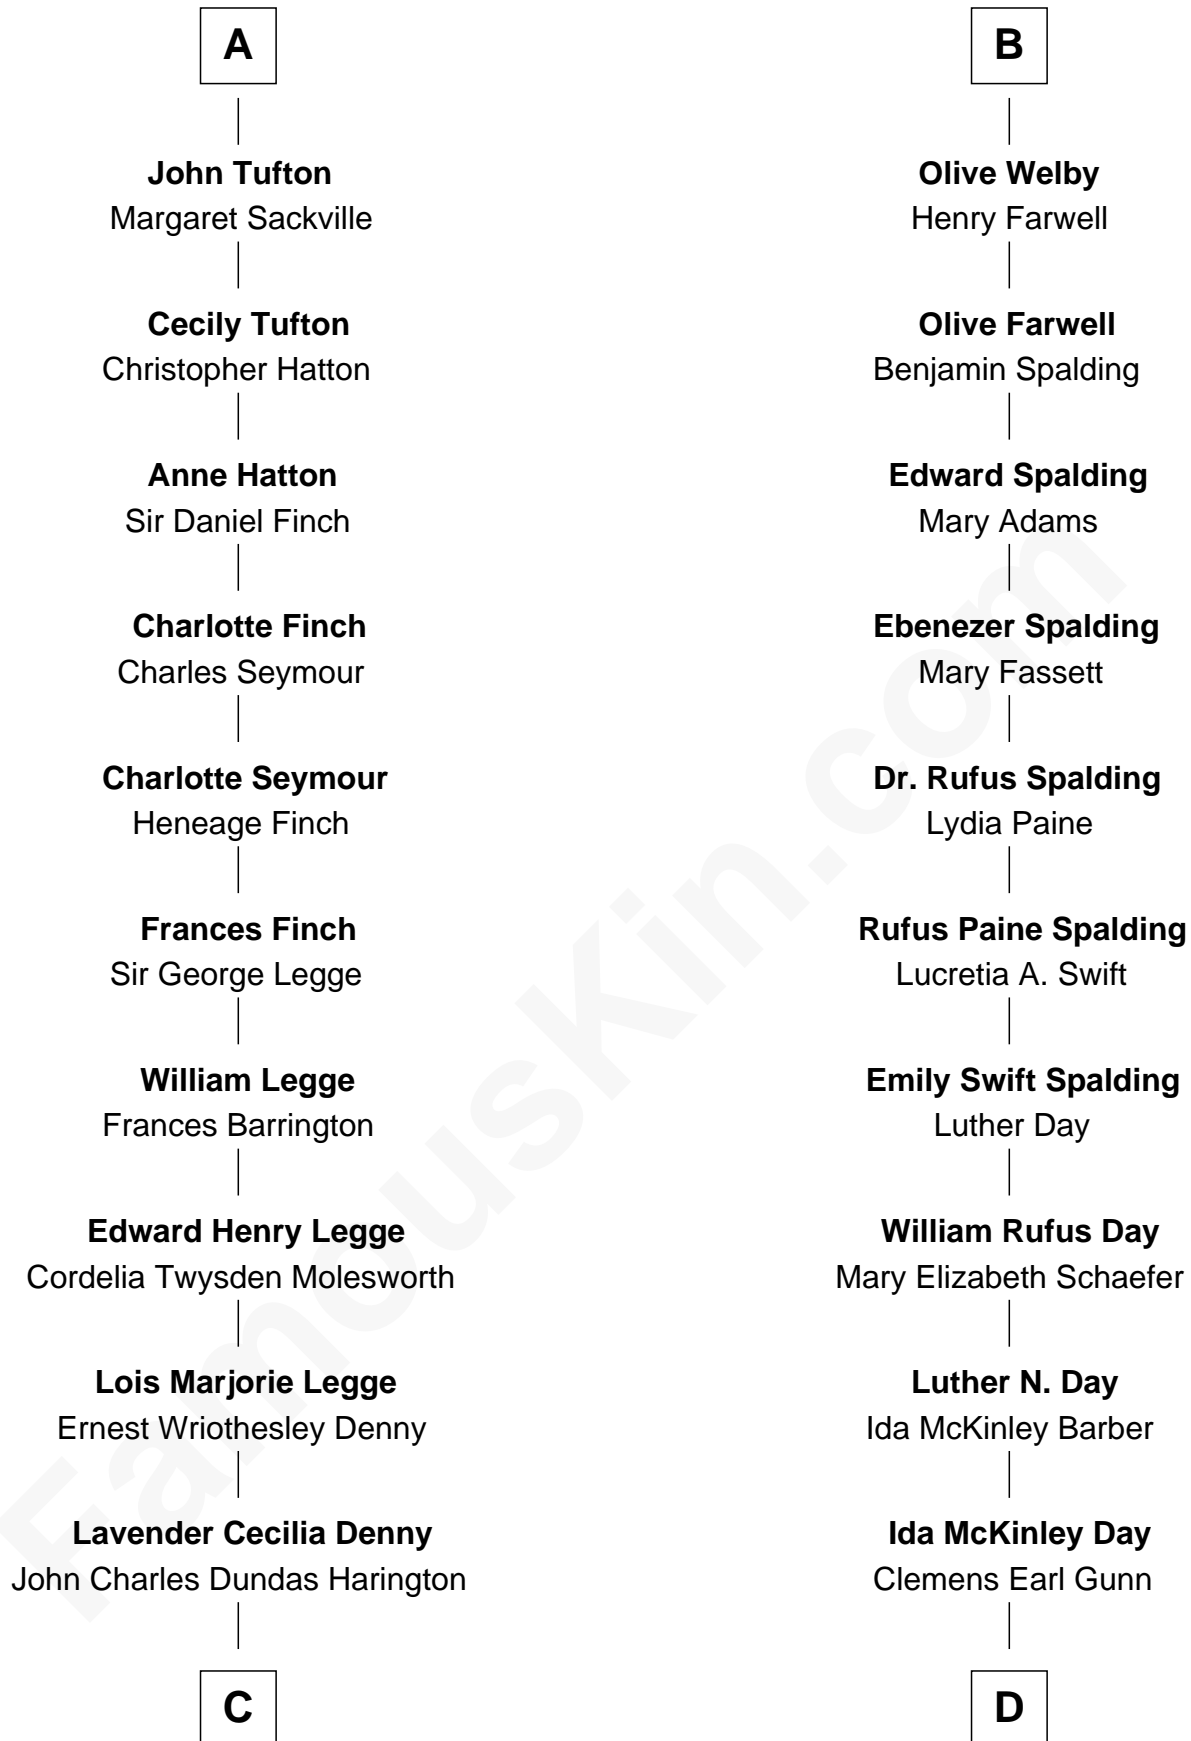 A
John Tufton
Margaret Sackville
Cecily Tufton
Christopher Hatton
Anne Hatton
Sir Daniel Finch
Charlotte Finch
Charles Seymour
Charlotte Seymour
Heneage Finch
Frances Finch
Sir George Legge
William Legge
Frances Barrington
Edward Henry Legge
Cordelia Twysden Molesworth
Lois Marjorie Legge
Ernest Wriothesley Denny
Lavender Cecilia Denny
John Charles Dundas Harington
C
B
Olive Welby
Henry Farwell
Olive Farwell
Benjamin Spalding
Edward Spalding
Mary Adams
Ebenezer Spalding
Mary Fassett
Dr. Rufus Spalding
Lydia Paine
Rufus Paine Spalding
Lucretia A. Swift
Emily Swift Spalding
Luther Day
William Rufus Day
Mary Elizabeth Schaefer
Luther N. Day
Ida McKinley Barber
Ida McKinley Day
Clemens Earl Gunn
D
FamousKin.com